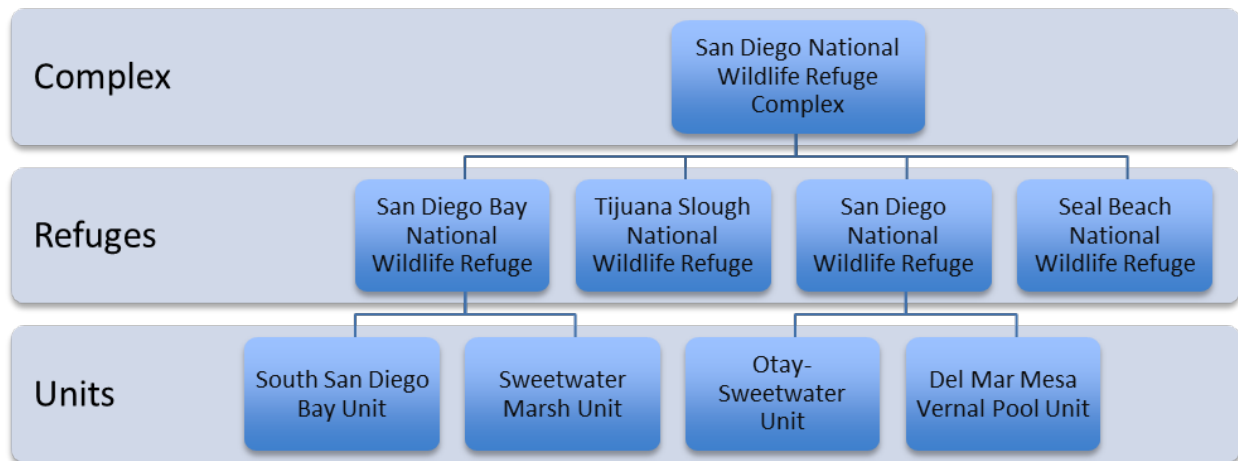 Complex
San Diego National
Wildlife Refuge
Complex
Refuges
San Diego Bay
National
Wildlife Refuge
Tijuana Slough
National
Wildlife Refuge
San Diego
National
Wildlife Refuge
Seal Beach
National
Wildlife Refuge
Units
South San Diego
Bay Unit
Sweetwater
Marsh Unit
Otay-
Sweetwater
Unit
Del Mar Mesa
Vernal Pool Unit